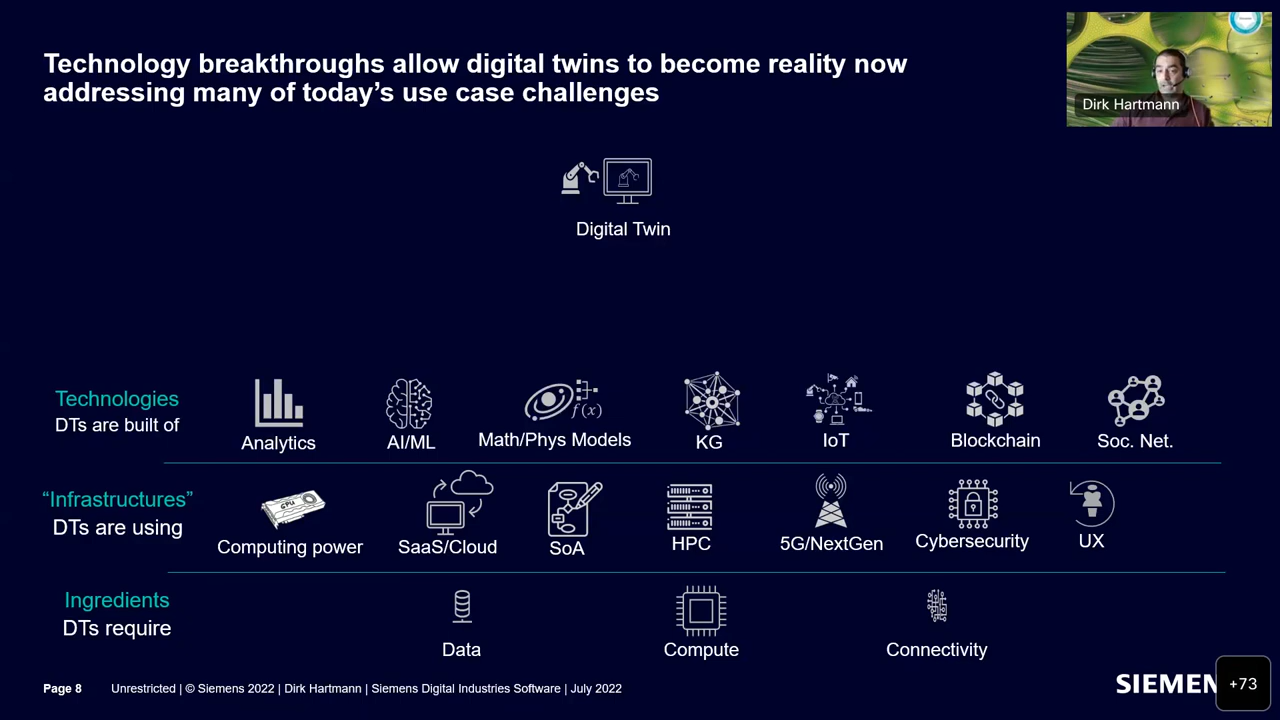 Technology breakthroughs allow digital twins to become reality now
addressing many of today's use case challenges
Dirk Hartmann
Digital Twin
Technologies
DTs are built of
Analytics
AI/ML
Math/Phys Models
f(x)
KG
IoT
Blockchain
Soc. Net.
"Infrastructures"
DTs are using
GPU
Computing power
SaaS/Cloud
SoA
HPC
5G/NextGen
Cybersecurity
UX
Ingredients
DTs require
Data
Compute
Connectivity
Page 8 Unrestricted | © Siemens 2022 | Dirk Hartmann | Siemens Digital Industries Software | July 2022
SIEMEN
+73